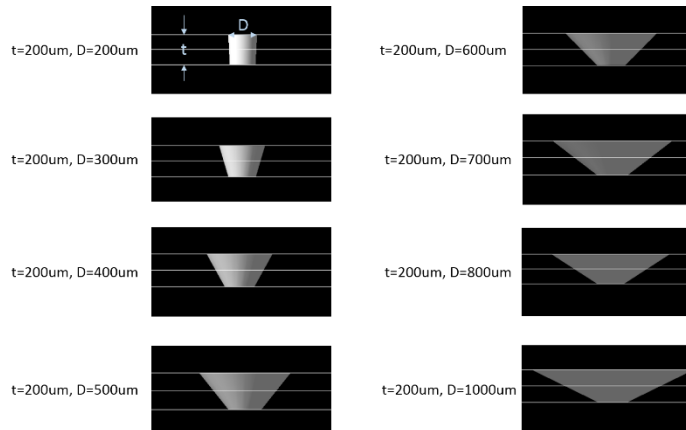 D
t
t=200um, D=200um
t=200um, D=300um
t=200um, D=400um
t=200um, D=500um
t=200um, D=600um
t=200um, D=700um
t=200um, D=800um
t=200um, D=1000um